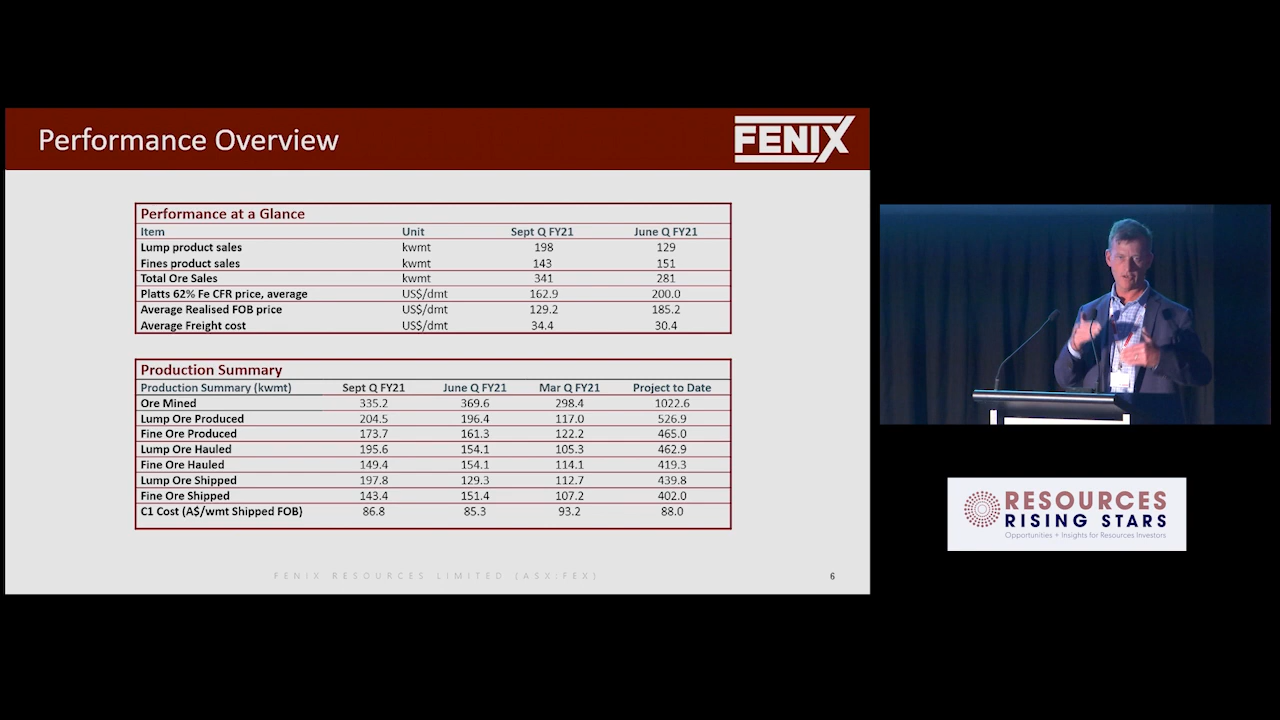 Performance Overview
FENIX
Performance at a Glance
Item Unit Sept Q FY21 June Q FY21
Lump product sales kwmt 198 129
Fines product sales kwmt 143 151
Total Ore Sales kwmt 341 281
Platts 62% Fe CFR price, average US$/dmt 162.9 200.0
Average Realised FOB price US$/dmt 129.2 185.2
Average Freight cost US$/dmt 34.4 30.4
Production Summary
Production Summary (kwmt) Sept Q FY21 June Q FY21 Mar Q FY21 Project to Date
Ore Mined 335.2 369.6 298.4 1022.6
Lump Ore Produced 204.5 196.4 117.0 526.9
Fine Ore Produced 173.7 161.3 122.2 465.0
Lump Ore Hauled 195.6 154.1 105.3 462.9
Fine Ore Hauled 149.4 154.1 114.1 419.3
Lump Ore Shipped 197.8 129.3 112.7 439.8
Fine Ore Shipped 143.4 151.4 107.2 402.0
C1 Cost (A$/wmt Shipped FOB) 86.8 85.3 93.2 88.0
FENIX RESOURCES LIMITED (ASX:FEX)
6
RESOURCES
RISING STARS
Opportunities + Insights for Resources Investors